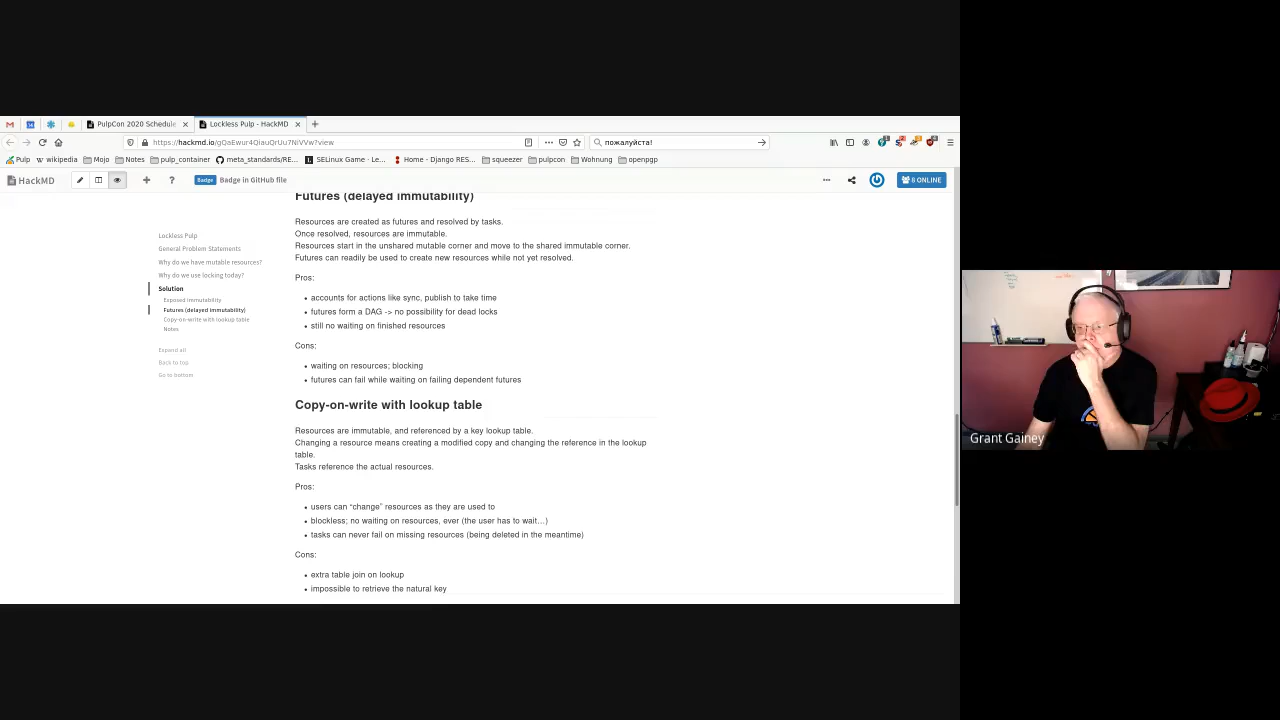 PulpCon 2020 Schedule
Lockless Pulp - HackMD
https://hackmd.io/gQaEwur4QiauQrUu7NiVVw?view
пожалуйста!
Pulp
wikipedia
Mojo
Notes
pulp_container
meta_standards/RE...
SELinux Game - Le...
Home - Django RES...
squeezer
pulpcon
Wohnung
openpgp
HackMD
Badge
Badge in GitHub file
8 ONLINE
Lockless Pulp
General Problem Statements
Why do we have mutable resources?
Why do we use locking today?
Solution
Exposed immutability
Futures (delayed immutability)
Copy-on-write with lookup table
Notes
Expand all
Back to top
Go to bottom
Futures (delayed immutability)
Resources are created as futures and resolved by tasks.
Once resolved, resources are immutable.
Resources start in the unshared mutable corner and move to the shared immutable corner.
Futures can readily be used to create new resources while not yet resolved.
Pros:
• accounts for actions like sync, publish to take time
• futures form a DAG -> no possibility for dead locks
• still no waiting on finished resources
Cons:
• waiting on resources; blocking
• futures can fail while waiting on failing dependent futures
Copy-on-write with lookup table
Resources are immutable, and referenced by a key lookup table.
Changing a resource means creating a modified copy and changing the reference in the lookup
table.
Tasks reference the actual resources.
Pros:
• users can “change” resources as they are used to
• blockless; no waiting on resources, ever (the user has to wait…)
• tasks can never fail on missing resources (being deleted in the meantime)
Cons:
• extra table join on lookup
• impossible to retrieve the natural key
Grant Gainey